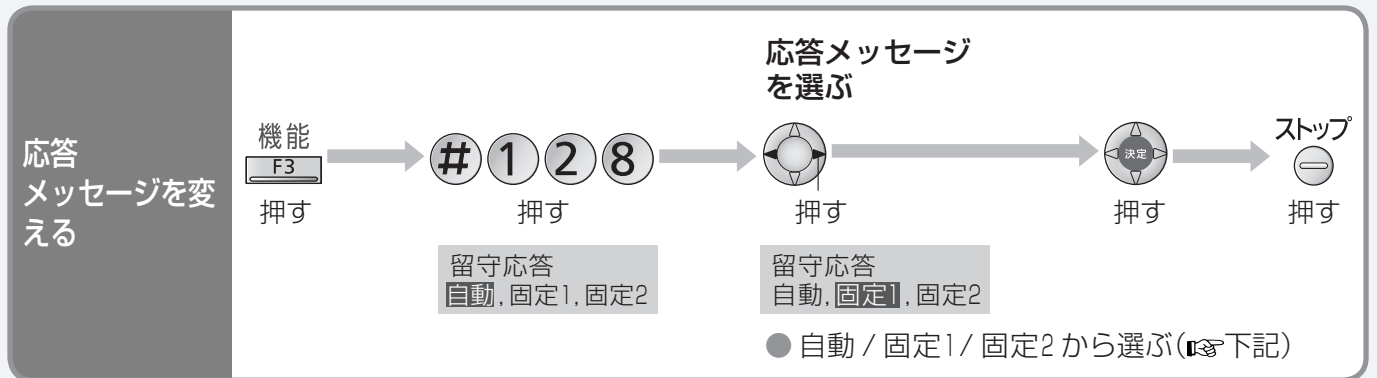 応答
メッセージを変
える
機能
F3
押す
#128
押す
留守応答
自動,固定1,固定2
応答メッセージ
を選ぶ
押す
留守応答
自動,固定1,固定2
● 自動 / 固定1/ 固定2 から選ぶ(☞下記)
決定
押す
ストップ
押す